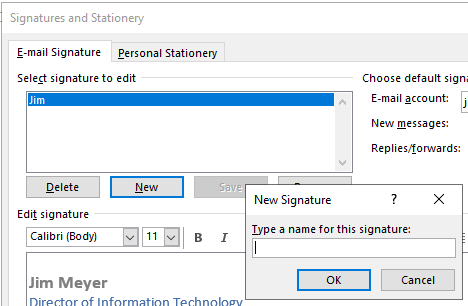 Signatures and Stationery
E-mail Signature
Personal Stationery
Select signature to edit
Choose default
Jim
E-mail account:
New messages:
Replies/forwards:
Delete
New
Save
New Signature
?
Type a name for this signature:
OK
Cancel
Edit signature
Calibri (Body)
11
B
I
Jim Meyer
Director of Information Technology